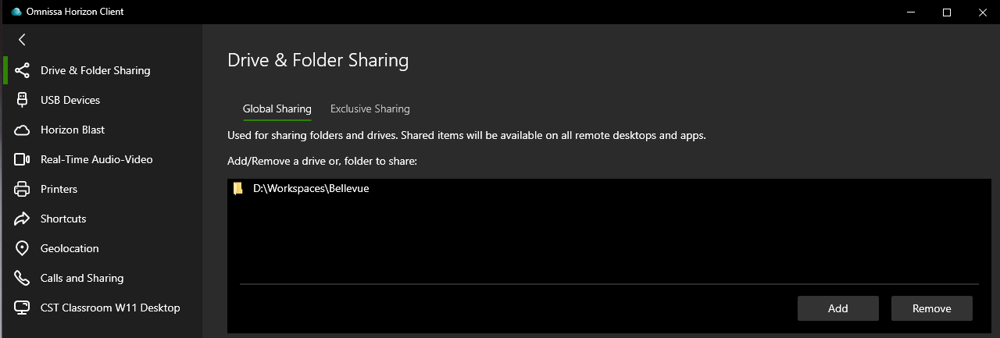 Omnissa Horizon Client
Drive & Folder Sharing
USB Devices
Horizon Blast
Real-Time Audio-Video
Printers
Shortcuts
Geolocation
Calls and Sharing
CST Classroom W11 Desktop
Drive & Folder Sharing
Global Sharing Exclusive Sharing
Used for sharing folders and drives. Shared items will be available on all remote desktops and apps.
Add/Remove a drive or, folder to share:
D:\Workspaces\Bellevue
Add Remove